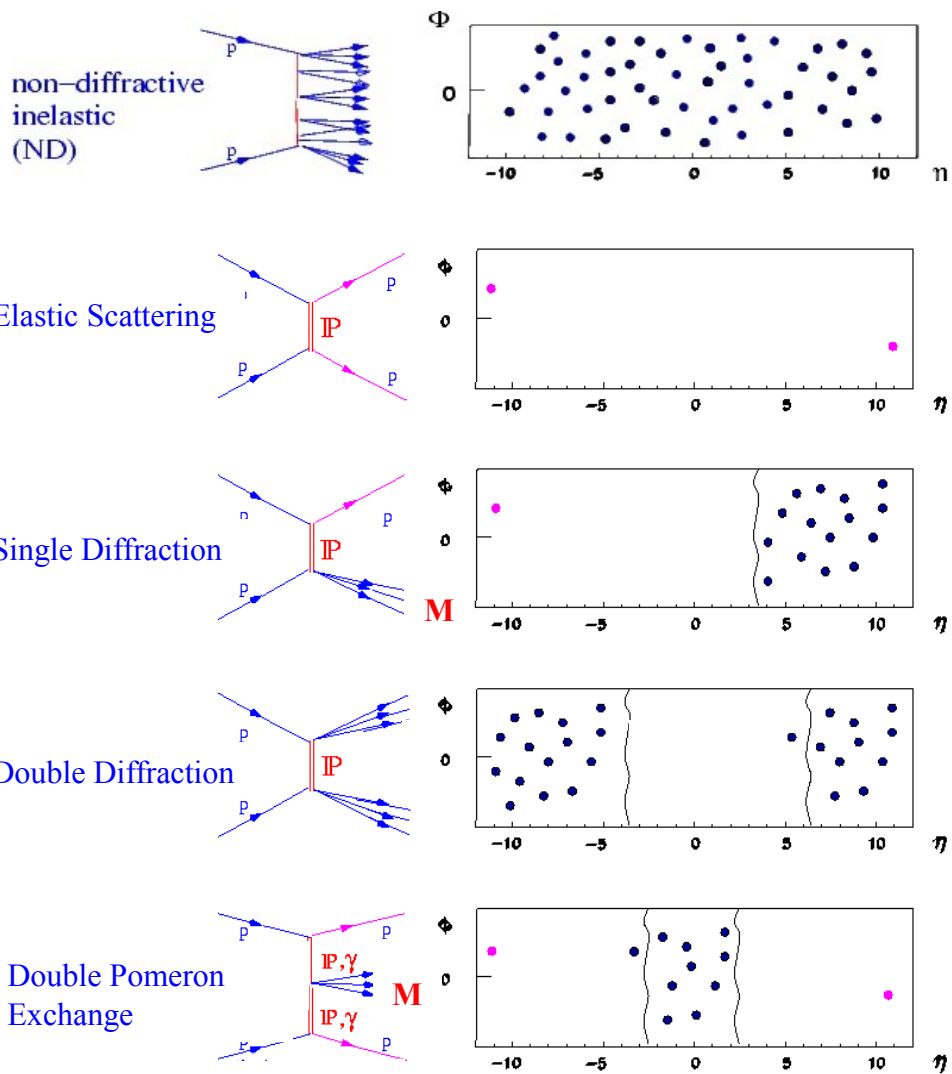 Φ
p
non-diffractive
inelastic
(ND)
0
p
-10 -5 0 5 10 η
Φ
p
Elastic Scattering
ℙ
0
p p
-10 -5 0 5 10 η
Φ
p
Single Diffraction
ℙ
0
p
M
-10 -5 0 5 10 η
Φ
p
Double Diffraction
ℙ
0
p
-10 -5 0 5 10 η
Φ
p p
ℙ,γ
0
Double Pomeron
M
Exchange
ℙ,γ
p
-10 -5 0 5 10 η